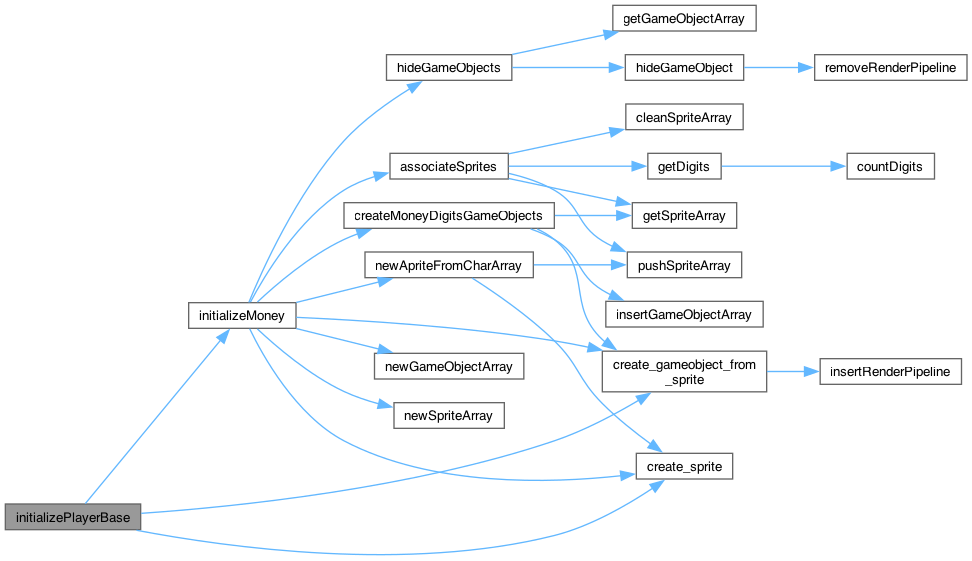 getGameObjectArray
hideGameObjects
hideGameObject
removeRenderPipeline
cleanSpriteArray
associateSprites
getDigits
countDigits
createMoneyDigitsGameObjects
getSpriteArray
newApriteFromCharArray
pushSpriteArray
initializeMoney
insertGameObjectArray
newGameObjectArray
create_gameobject_from
_sprite
insertRenderPipeline
newSpriteArray
create_sprite
initializePlayerBase